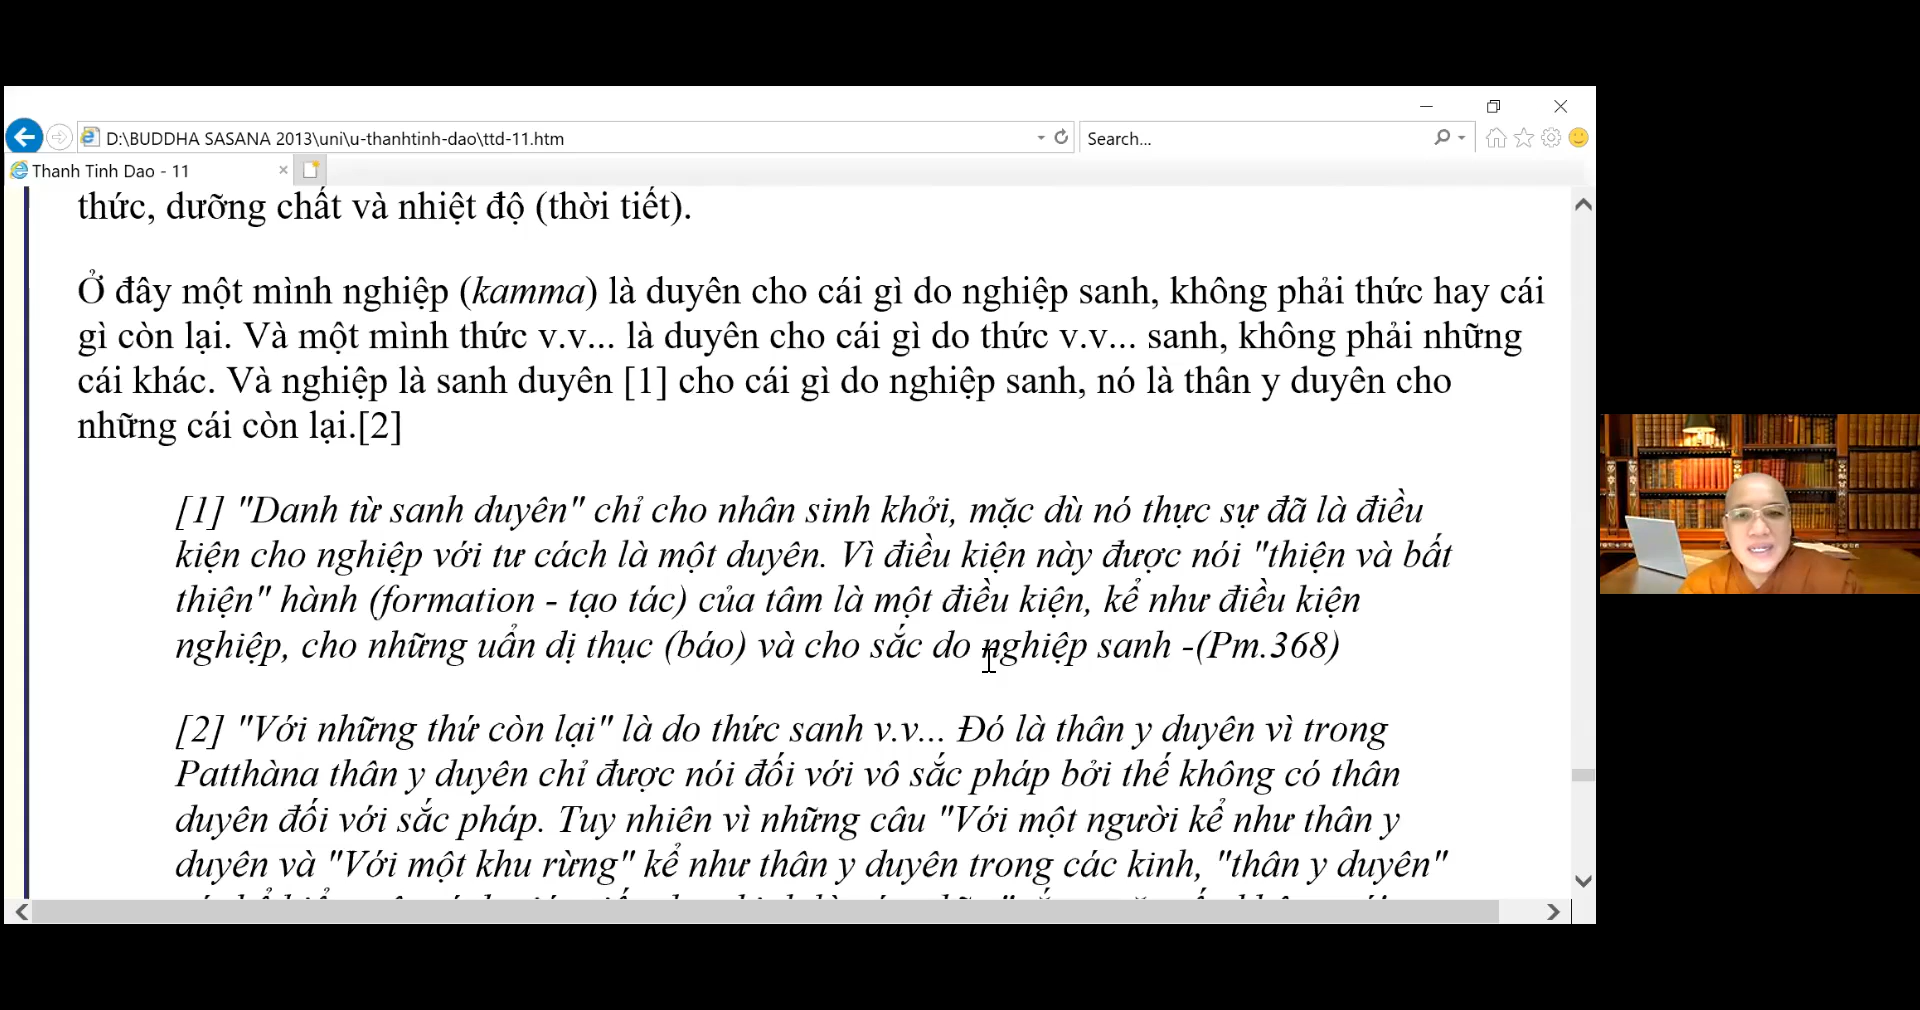 D:\BUDDHA SASANA 2013\uni\u-thanhtinh-dao\ttd-11.htm
Search...
Thanh Tinh Dao - 11
thức, dưỡng chất và nhiệt độ (thời tiết).
Ở đây một mình nghiệp (kamma) là duyên cho cái gì do nghiệp sanh, không phải thức hay cái
gì còn lại. Và một mình thức v.v... là duyên cho cái gì do thức v.v... sanh, không phải những
cái khác. Và nghiệp là sanh duyên [1] cho cái gì do nghiệp sanh, nó là thân y duyên cho
những cái còn lại.[2]
[1] "Danh từ sanh duyên" chỉ cho nhân sinh khởi, mặc dù nó thực sự đã là điều
kiện cho nghiệp với tư cách là một duyên. Vì điều kiện này được nói "thiện và bất
thiện" hành (formation - tạo tác) của tâm là một điều kiện, kể như điều kiện
nghiệp, cho những uẩn dị thục (báo) và cho sắc do nghiệp sanh -(Pm.368)
[2] "Với những thứ còn lại" là do thức sanh v.v... Đó là thân y duyên vì trong
Patthàna thân y duyên chỉ được nói đối với vô sắc pháp bởi thế không có thân
duyên đối với sắc pháp. Tuy nhiên vì những câu "Với một người kể như thân y
duyên và "Với một khu rừng" kể như thân y duyên trong các kinh, "thân y duyên"